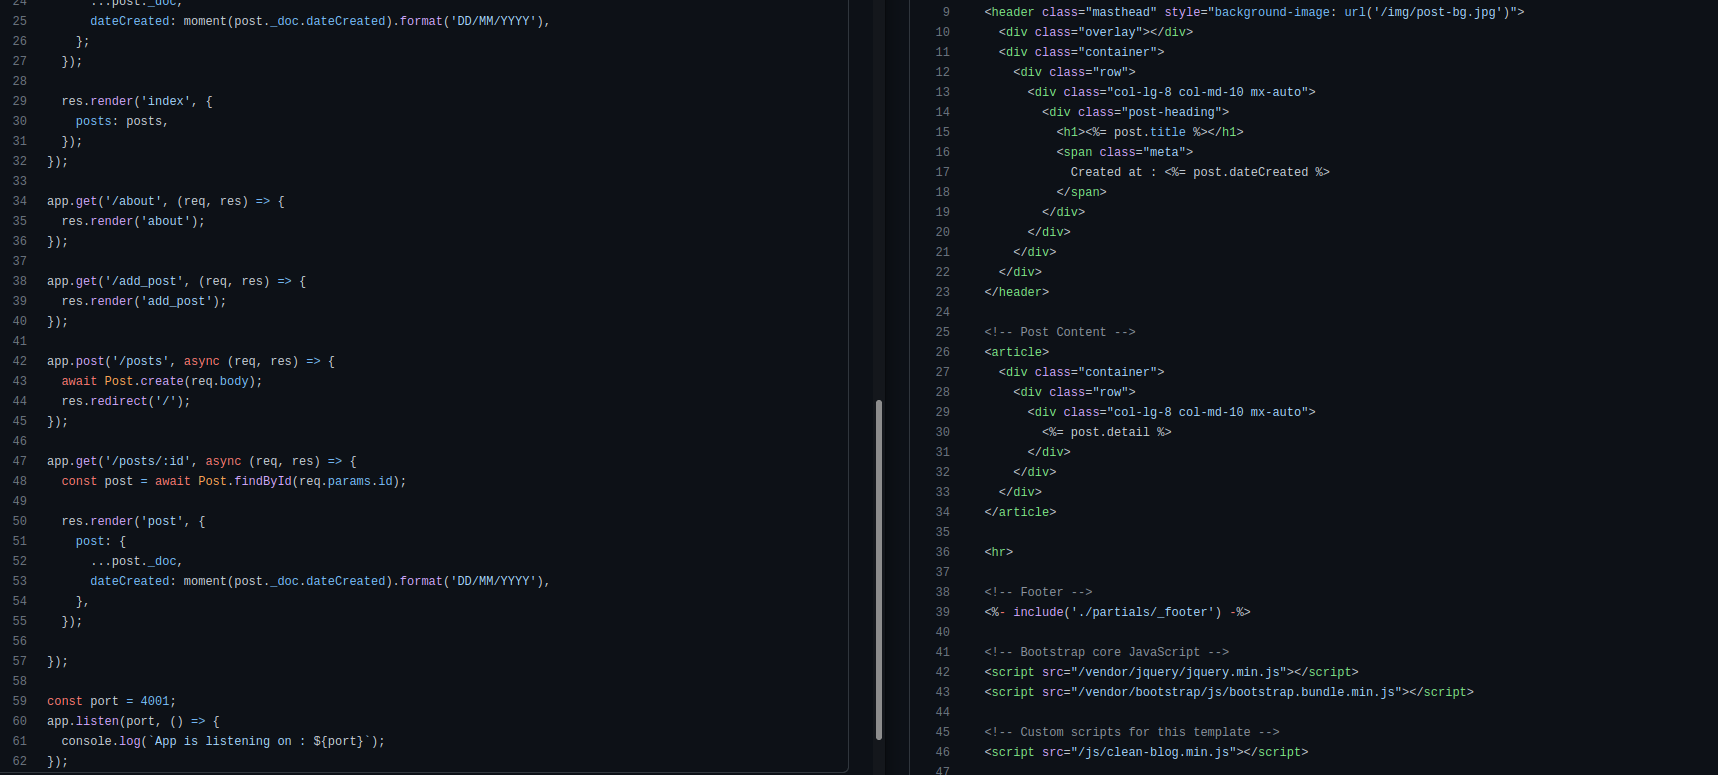 24 ...post._doc,
25 dateCreated: moment(post._doc.dateCreated).format('DD/MM/YYYY'),
26 };
27 });
28
29 res.render('index', {
30 posts: posts,
31 });
32 });
33
34 app.get('/about', (req, res) => {
35 res.render('about');
36 });
37
38 app.get('/add_post', (req, res) => {
39 res.render('add_post');
40 });
41
42 app.post('/posts', async (req, res) => {
43 await Post.create(req.body);
44 res.redirect('/');
45 });
46
47 app.get('/posts/:id', async (req, res) => {
48 const post = await Post.findById(req.params.id);
49
50 res.render('post', {
51 post: {
52 ...post._doc,
53 dateCreated: moment(post._doc.dateCreated).format('DD/MM/YYYY'),
54 },
55 });
56
57 });
58
59 const port = 4001;
60 app.listen(port, () => {
61 console.log(`App is listening on : ${port}`);
62 });
9 <header class="masthead" style="background-image: url('/img/post-bg.jpg')">
10 <div class="overlay"></div>
11 <div class="container">
12 <div class="row">
13 <div class="col-lg-8 col-md-10 mx-auto">
14 <div class="post-heading">
15 <h1><%= post.title %></h1>
16 <span class="meta">
17 Created at : <%= post.dateCreated %>
18 </span>
19 </div>
20 </div>
21 </div>
22 </div>
23 </header>
24
25 <!-- Post Content -->
26 <article>
27 <div class="container">
28 <div class="row">
29 <div class="col-lg-8 col-md-10 mx-auto">
30 <%= post.detail %>
31 </div>
32 </div>
33 </div>
34 </article>
35
36 <hr>
37
38 <!-- Footer -->
39 <%- include('./partials/_footer') -%>
40
41 <!-- Bootstrap core JavaScript -->
42 <script src="/vendor/jquery/jquery.min.js"></script>
43 <script src="/vendor/bootstrap/js/bootstrap.bundle.min.js"></script>
44
45 <!-- Custom scripts for this template -->
46 <script src="/js/clean-blog.min.js"></script>
47